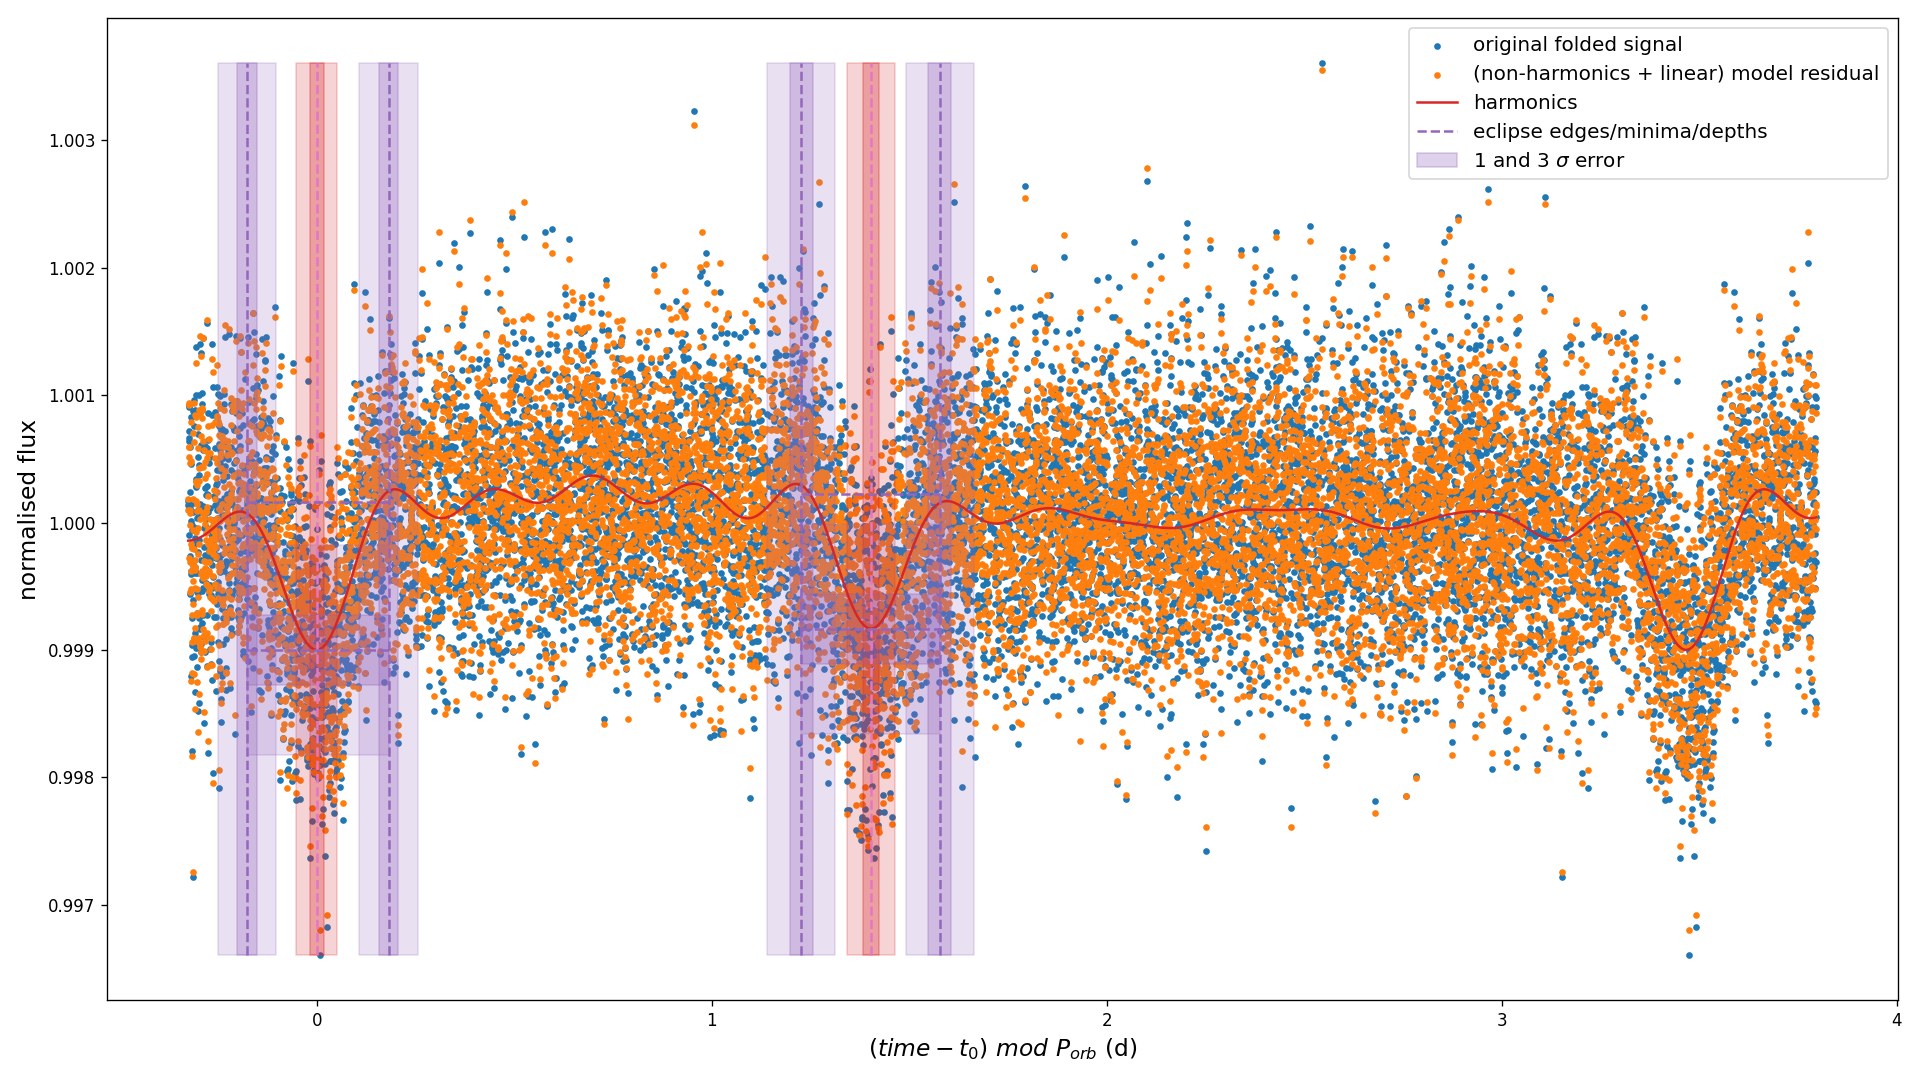 original folded signal
(non-harmonics + linear) model residual
harmonics
eclipse edges/minima/depths
1 and 3 σ error
normalised flux
1.003
1.002
1.001
1.000
0.999
0.998
0.997
0
1
2
3
4
(time − t₀) mod Pₒᵣb (d)